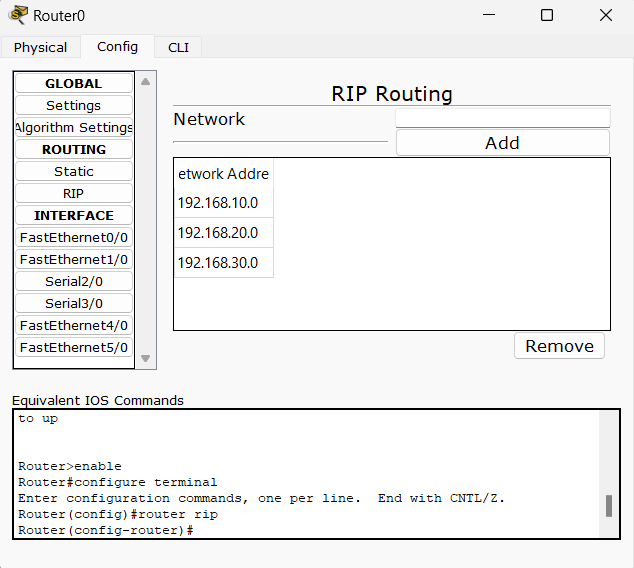 Router0
Physical Config CLI
GLOBAL
Settings
Algorithm Settings
ROUTING
Static
RIP
INTERFACE
FastEthernet0/0
FastEthernet1/0
Serial2/0
Serial3/0
FastEthernet4/0
FastEthernet5/0
RIP Routing
Network
Add
etwork Addre
192.168.10.0
192.168.20.0
192.168.30.0
Remove
Equivalent IOS Commands
to up
Router>enable
Router#configure terminal
Enter configuration commands, one per line.  End with CNTL/Z.
Router(config)#router rip
Router(config-router)#